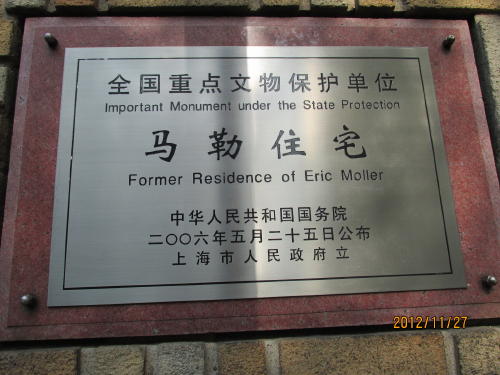 全国重点文物保护单位
Important Monument under the State Protection
马勒住宅
Former Residence of Eric Moller
中华人民共和国国务院
二〇〇六年五月二十五日公布
上海市人民政府立
2012/11/27